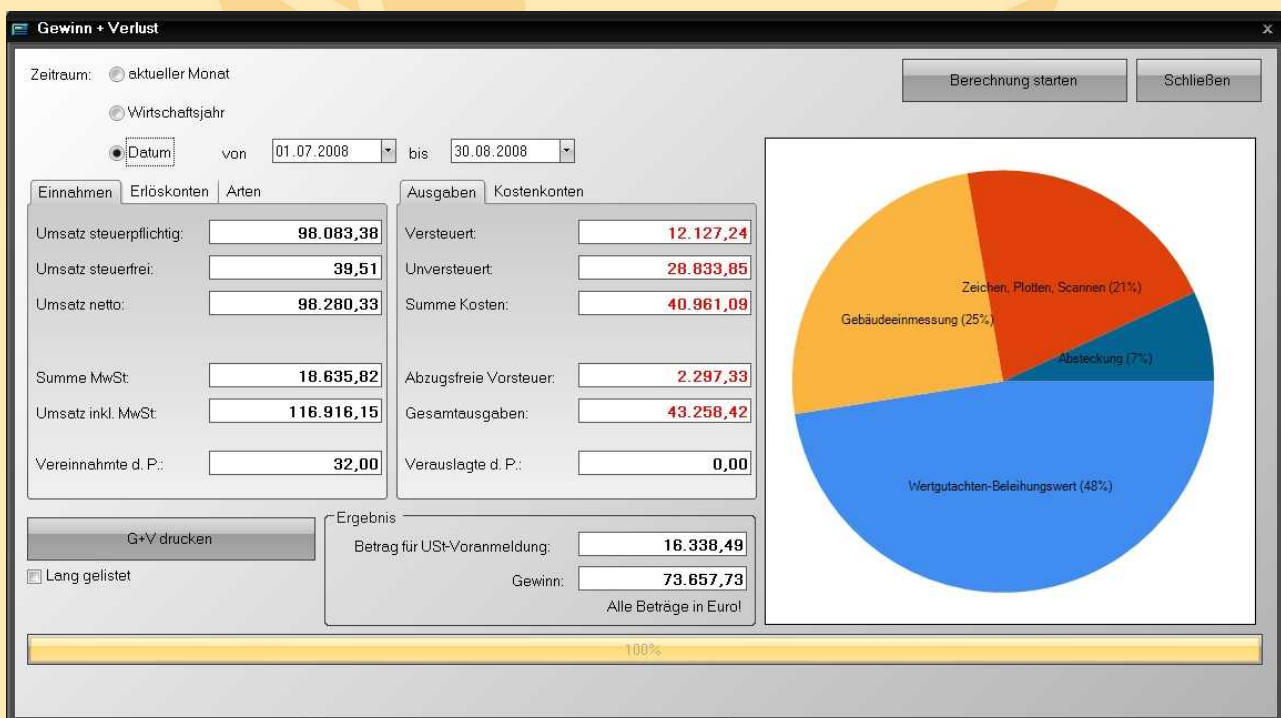 Gewinn + Verlust
x
Zeitraum: aktueller Monat
Berechnung starten
Schließen
Wirtschaftsjahr
Datum von 01.07.2008 bis 30.08.2008
Einnahmen Erlöskonten Arten
Umsatz steuerpflichtig: 98.083,38
Umsatz steuerfrei: 39,51
Umsatz netto: 98.280,33
Summe MwSt: 18.635,82
Umsatz inkl. MwSt: 116.916,15
Vereinnahmte d. P.: 32,00
Ausgaben Kostenkonten
Versteuert: 12.127,24
Unversteuert: 28.833,85
Summe Kosten: 40.961,09
Abzugsfreie Vorsteuer: 2.297,33
Gesamtausgaben: 43.258,42
Verauslagte d. P.: 0,00
Zeichen, Plotten, Scannen (21%)
Gebäudeeinmessung (25%)
Absteckung (7%)
Wertgutachten-Beleihungswert (48%)
G+V drucken
Lang gelistet
Ergebnis
Betrag für USt-Voranmeldung: 16.338,49
Gewinn: 73.657,73
Alle Beträge in Euro!
100%